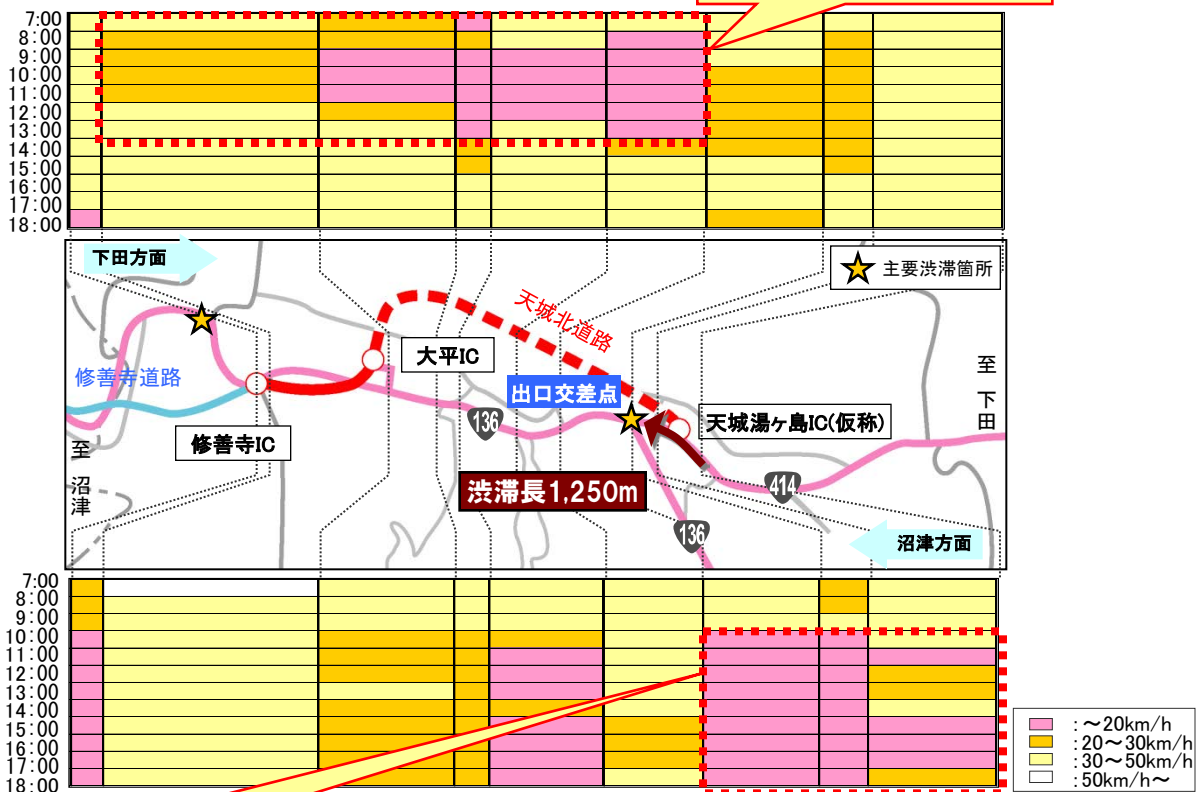 7:00
8:00
9:00
10:00
11:00
12:00
13:00
14:00
15:00
16:00
17:00
18:00
下田方面
主要渋滞箇所
天城北道路
大平IC
修善寺道路
出口交差点
至 下田
136
天城湯ヶ島IC(仮称)
修善寺IC
至 沼津
渋滞長1,250m
414
136
沼津方面
7:00
8:00
9:00
10:00
11:00
12:00
13:00
14:00
15:00
16:00
17:00
18:00
:~20km/h
:20~30km/h
:30~50km/h
:50km/h~